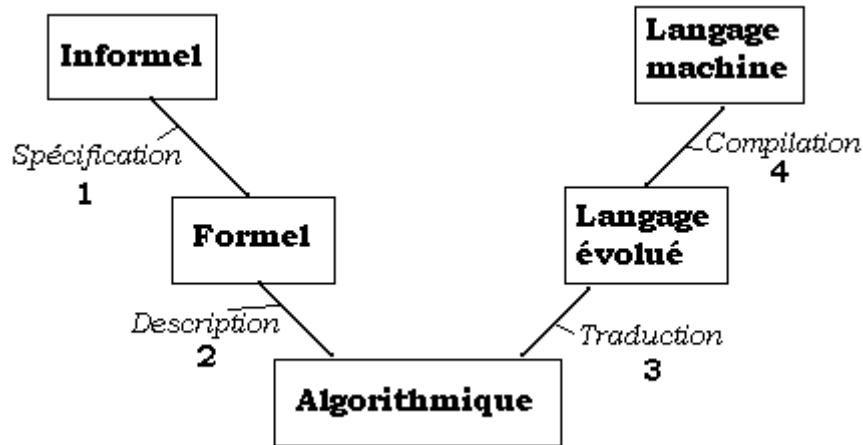 Informel
Spécification
1
Formel
Description
2
Algorithmique
Traduction
3
Langage
évolué
Compilation
4
Langage
machine